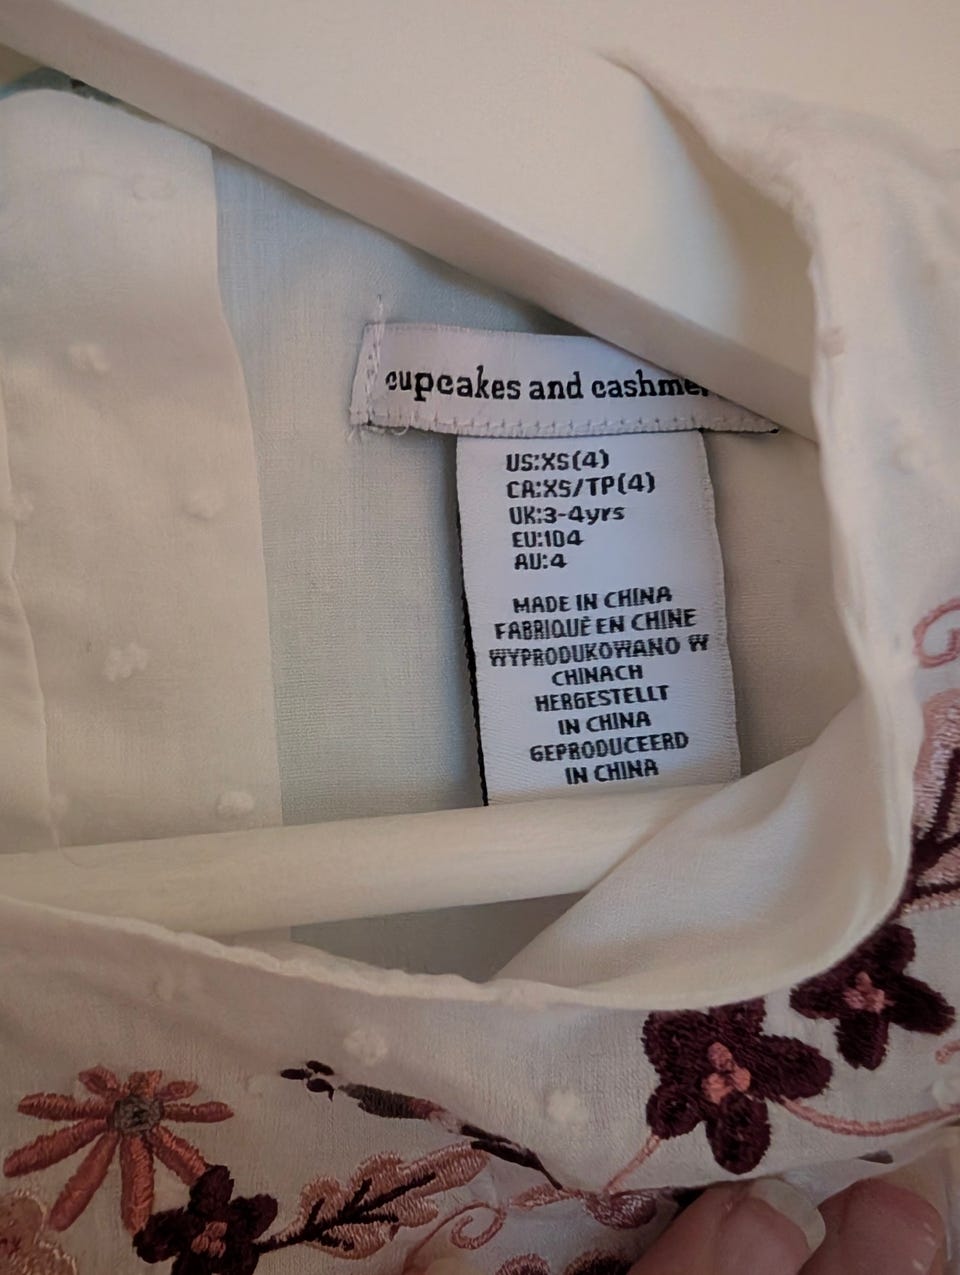 cupcakes and cashmer
US:XS(4)
CA:XS/TP(4)
UK:3-4yrs
EU:104
AU:4
MADE IN CHINA
FABRIQUÉ EN CHINE
WYPRODUKOWANO W
CHINACH
HERGESTELLT
IN CHINA
GEPRODUCEERD
IN CHINA